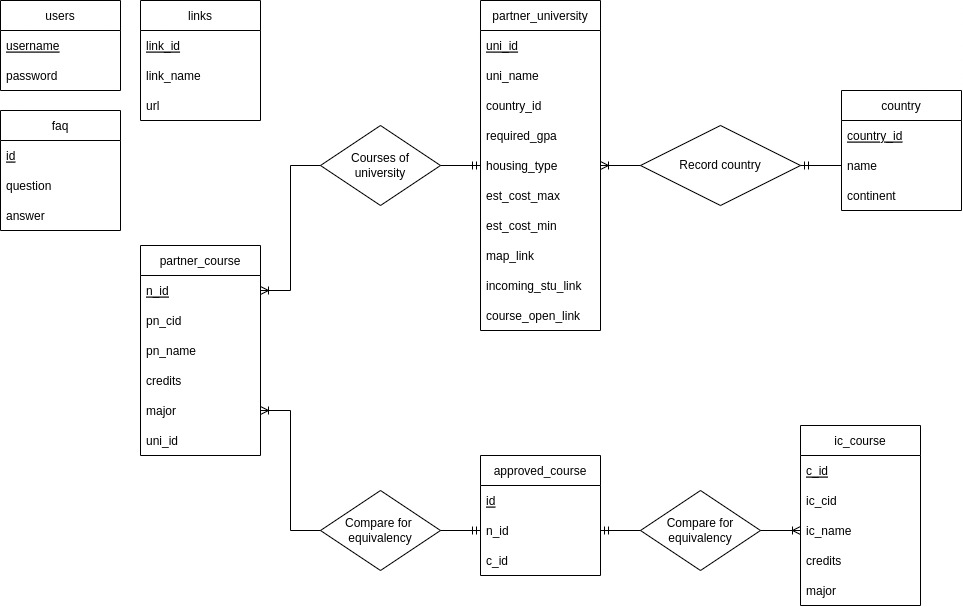 users
username
password
links
link_id
link_name
url
faq
id
question
answer
partner_university
uni_id
uni_name
country_id
required_gpa
housing_type
est_cost_max
est_cost_min
map_link
incoming_stu_link
course_open_link
Courses of
university
Record country
country
country_id
name
continent
partner_course
n_id
pn_cid
pn_name
credits
major
uni_id
Compare for
equivalency
approved_course
id
n_id
c_id
Compare for
equivalency
ic_course
c_id
ic_cid
ic_name
credits
major